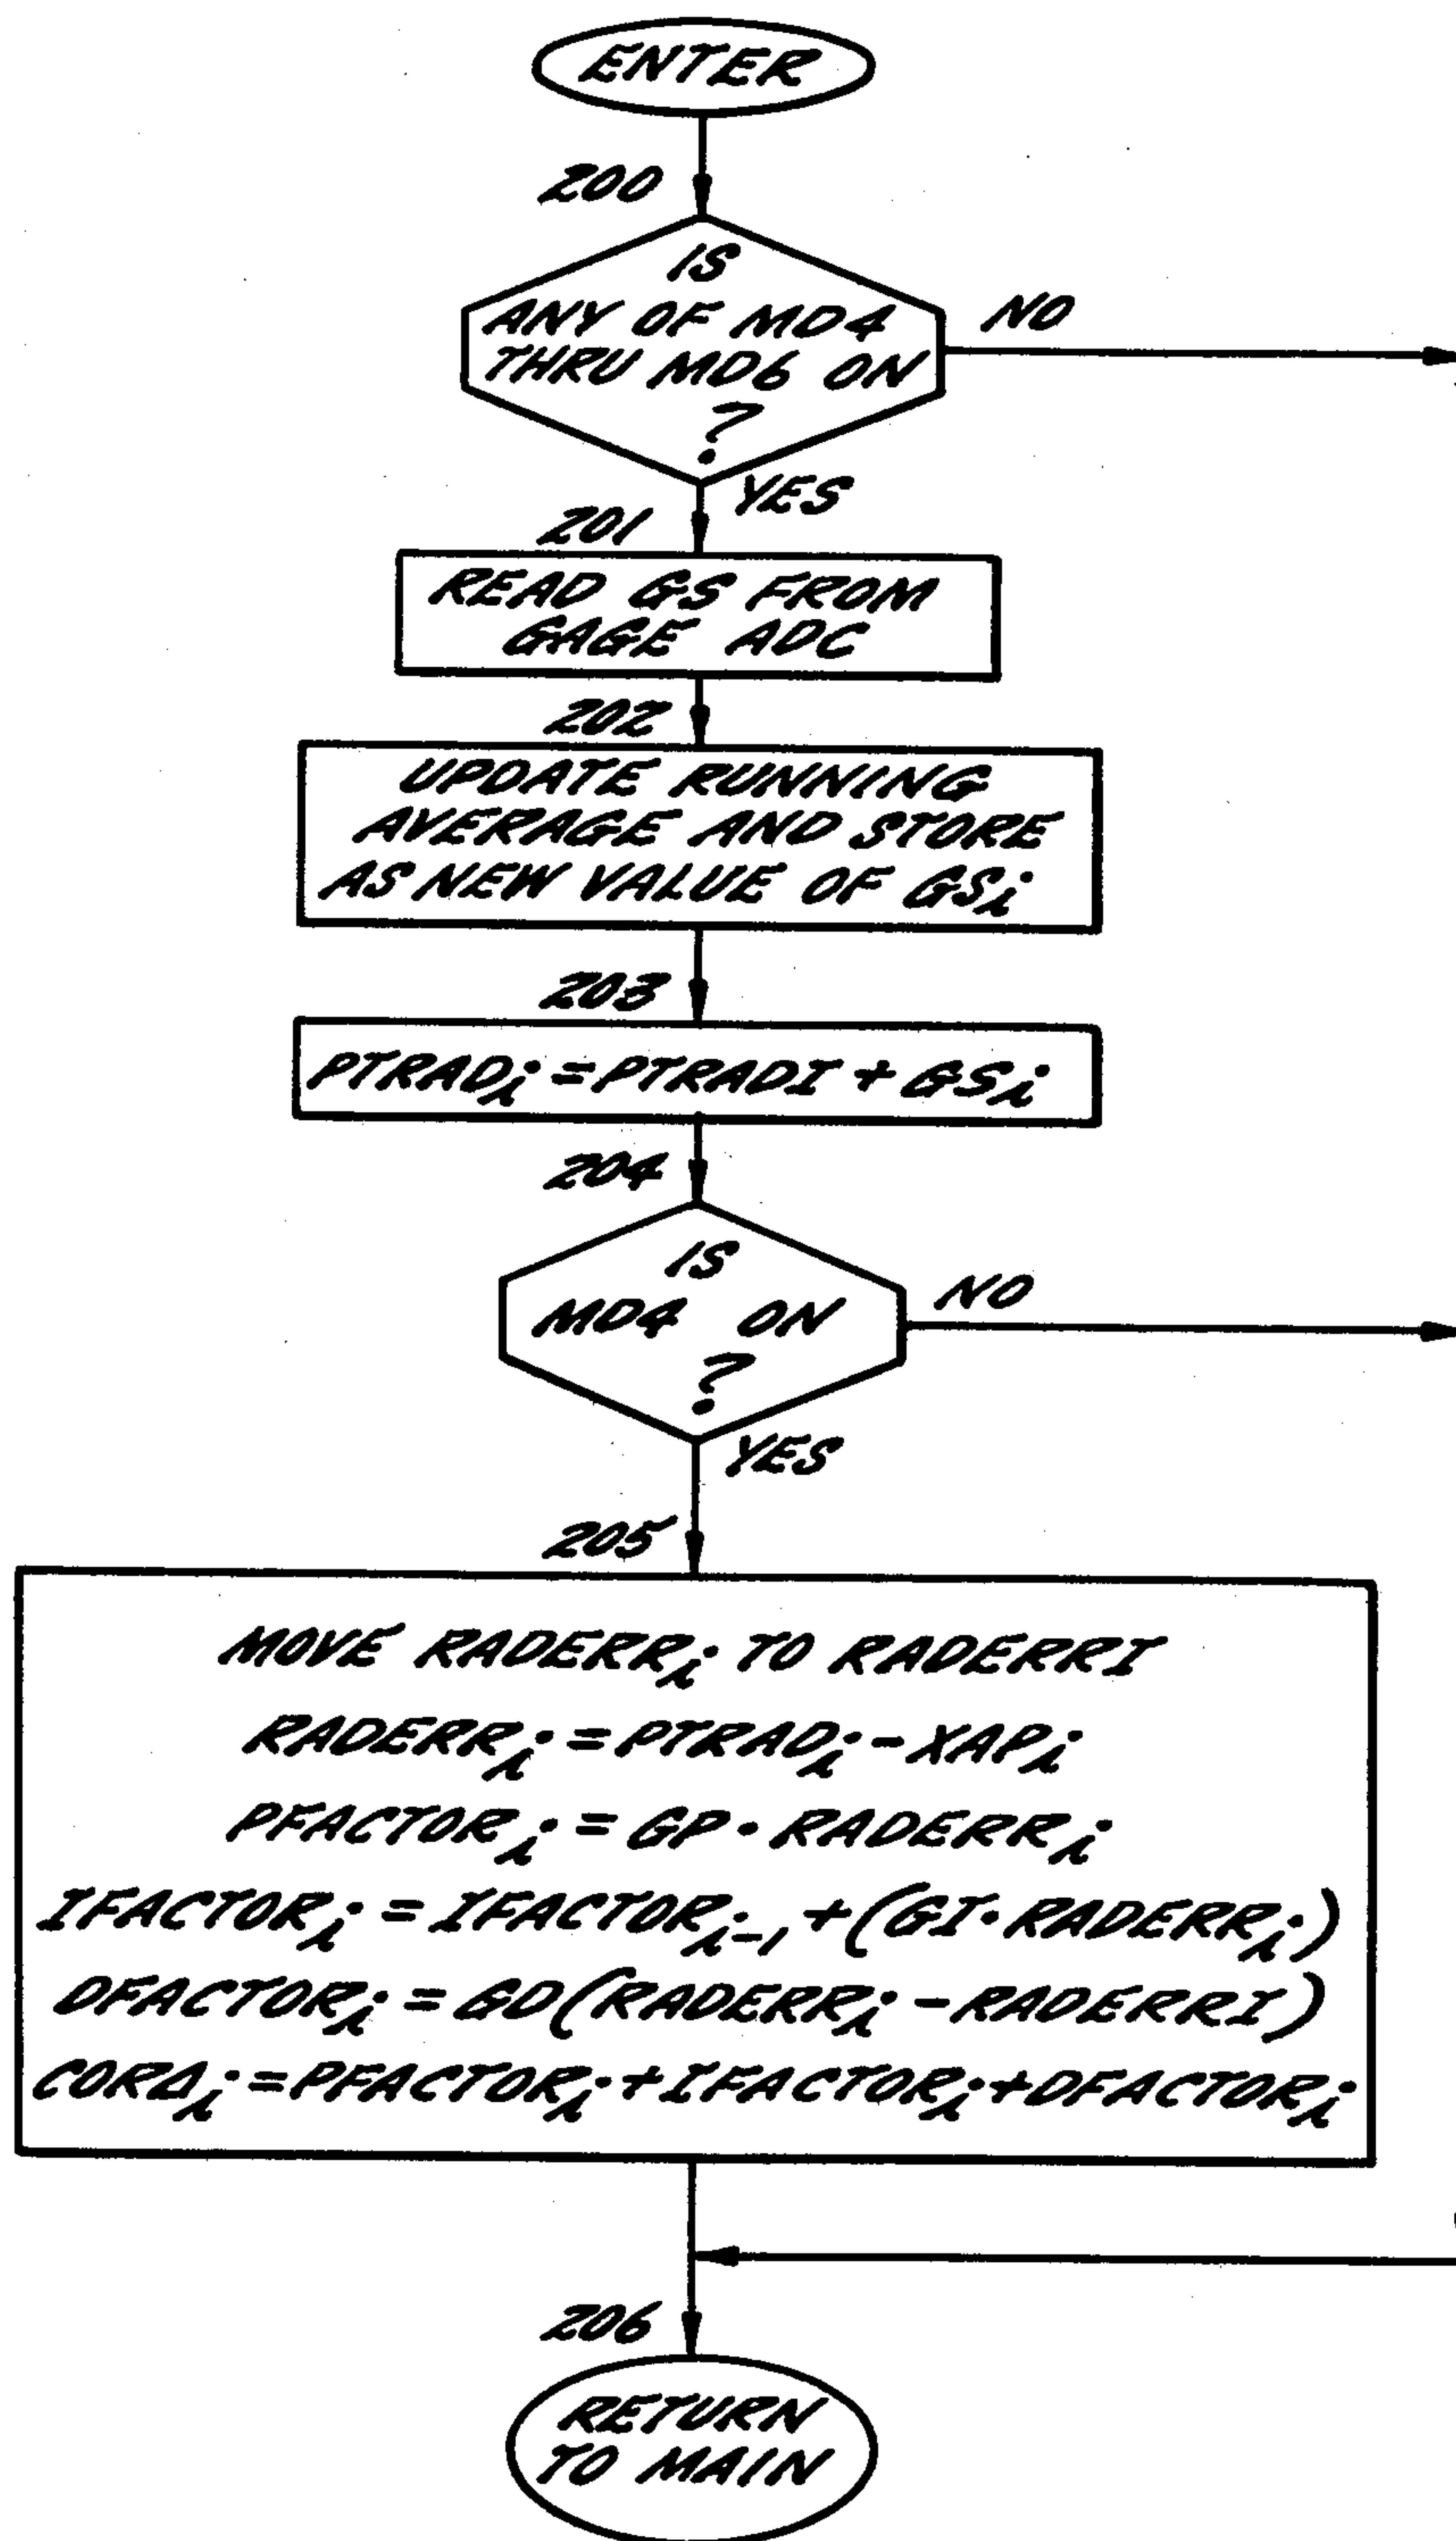 ENTER
200
IS
ANY OF MD4
THRU MD6 ON
?
NO
YES
201
READ GS FROM
GAGE ADC
202
UPDATE RUNNING
AVERAGE AND STORE
AS NEW VALUE OF GSi
203
PTRADi = PTRADI + GSi
204
IS
MD4 ON
?
NO
YES
205
MOVE RADERRi TO RADERRI
RADERRi = PTRADi - XAPi
PFACTORi = GP · RADERRi
IFACTORi = IFACTORi-1 + (GI · RADERRi)
DFACTORi = GD(RADERRi - RADERRI)
CORΔi = PFACTORi + IFACTORi + DFACTORi
206
RETURN
TO MAIN